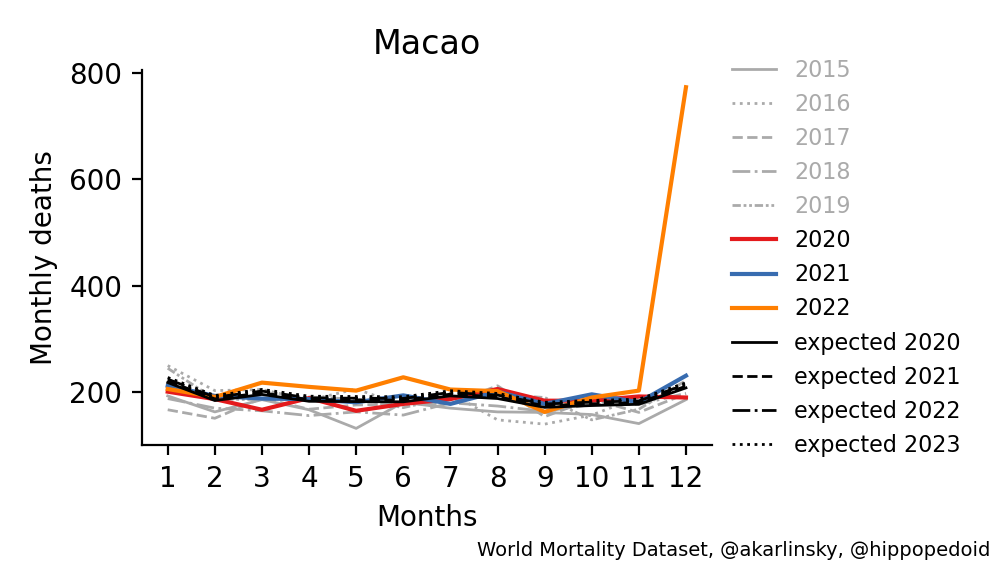 Macao
Monthly deaths
800
600
400
200
1 2 3 4 5 6 7 8 9 10 11 12
Months
2015
2016
2017
2018
2019
2020
2021
2022
expected 2020
expected 2021
expected 2022
expected 2023
World Mortality Dataset, @akarlinsky, @hippopedoid